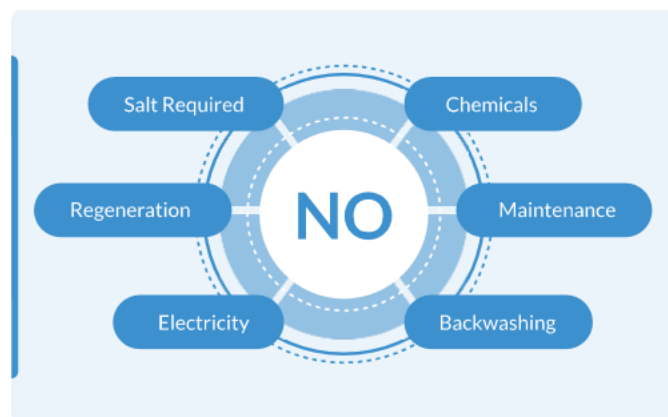 Salt Required
Chemicals
Regeneration
NO
Maintenance
Electricity
Backwashing